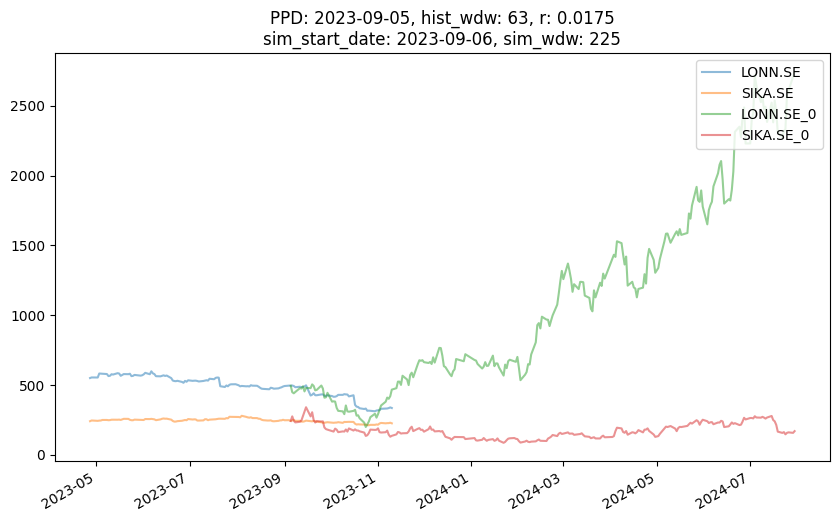 PPD: 2023-09-05, hist_wdw: 63, r: 0.0175
sim_start_date: 2023-09-06, sim_wdw: 225
LONN.SE
SIKA.SE
LONN.SE_0
SIKA.SE_0
2500
2000
1500
1000
500
0
2023-05
2023-07
2023-09
2023-11
2024-01
2024-03
2024-05
2024-07